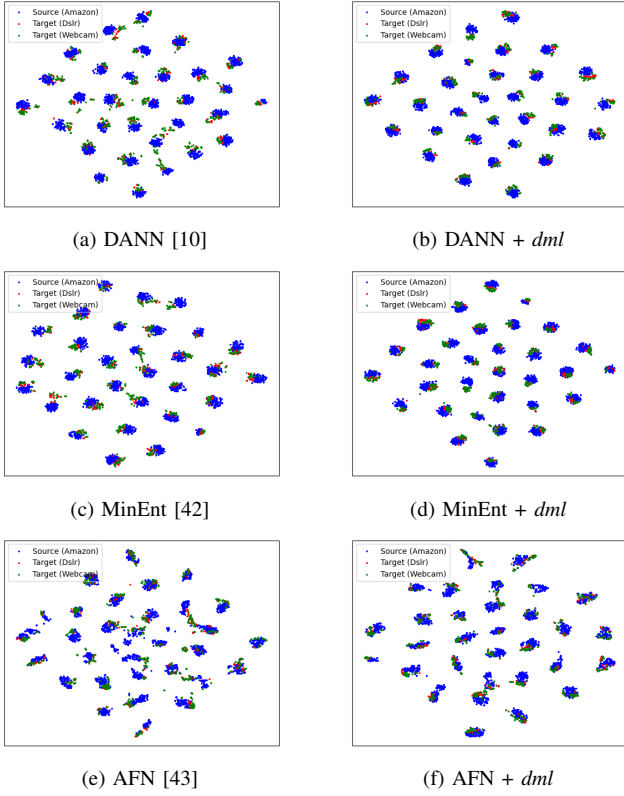 Source (Amazon)
Target (Dslr)
Target (Webcam)
Source (Amazon)
Target (Dslr)
Target (Webcam)
(a) DANN [10]
(b) DANN + dml
Source (Amazon)
Target (Dslr)
Target (Webcam)
Source (Amazon)
Target (Dslr)
Target (Webcam)
(c) MinEnt [42]
(d) MinEnt + dml
Source (Amazon)
Target (Dslr)
Target (Webcam)
Source (Amazon)
Target (Dslr)
Target (Webcam)
(e) AFN [43]
(f) AFN + dml